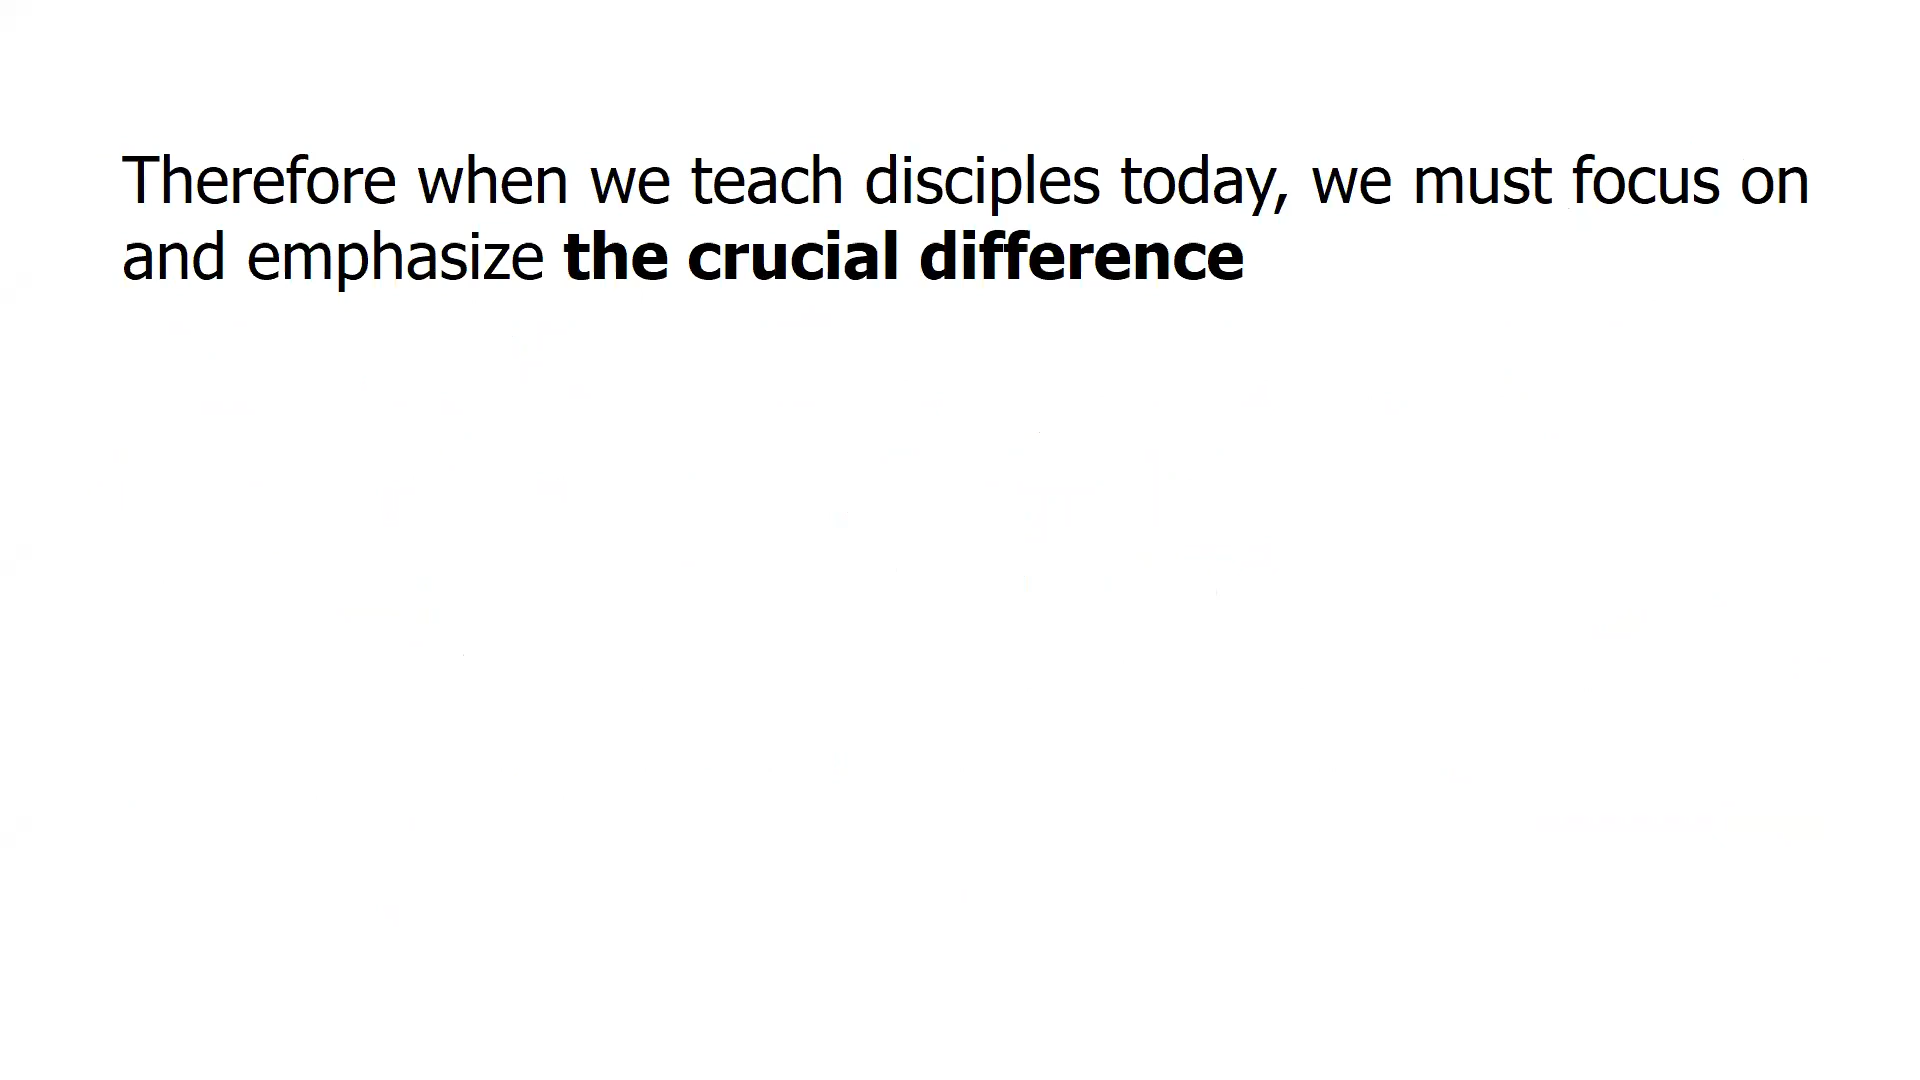 Therefore when we teach disciples today, we must focus on
and emphasize the crucial difference